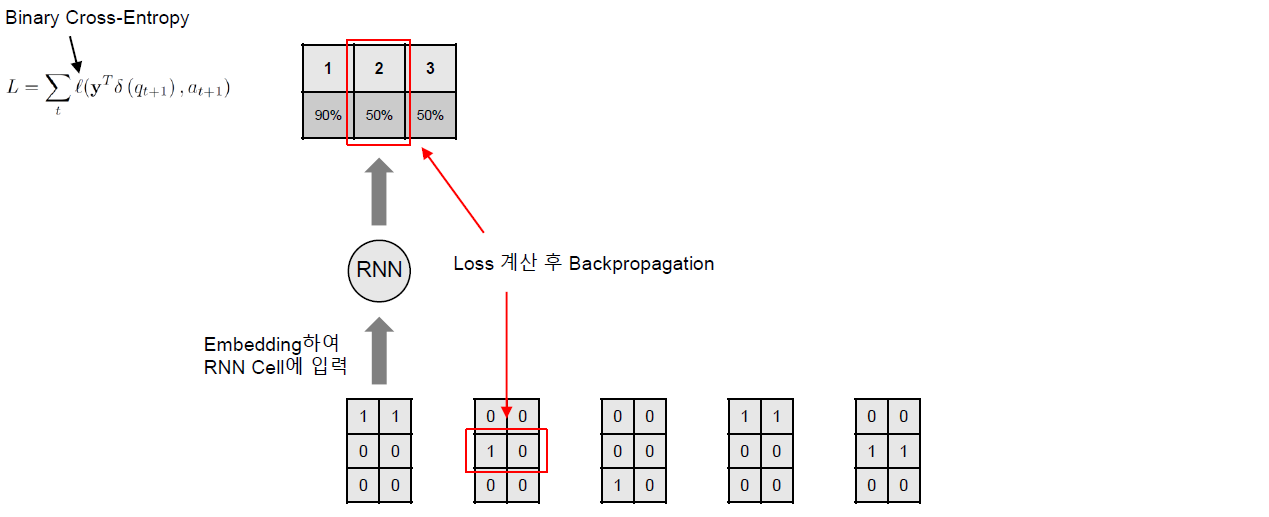 Binary Cross-Entropy
L = \sum_t \ell(\mathbf{y}^T \delta(q_{t+1}), a_{t+1})
1 2 3
90% 50% 50%
RNN
Loss 계산 후 Backpropagation
Embedding하여
RNN Cell에 입력
1 1 0 0 0 0 1 1 0 0
0 0 1 0 0 0 0 0 1 1
0 0 0 0 1 0 0 0 0 0